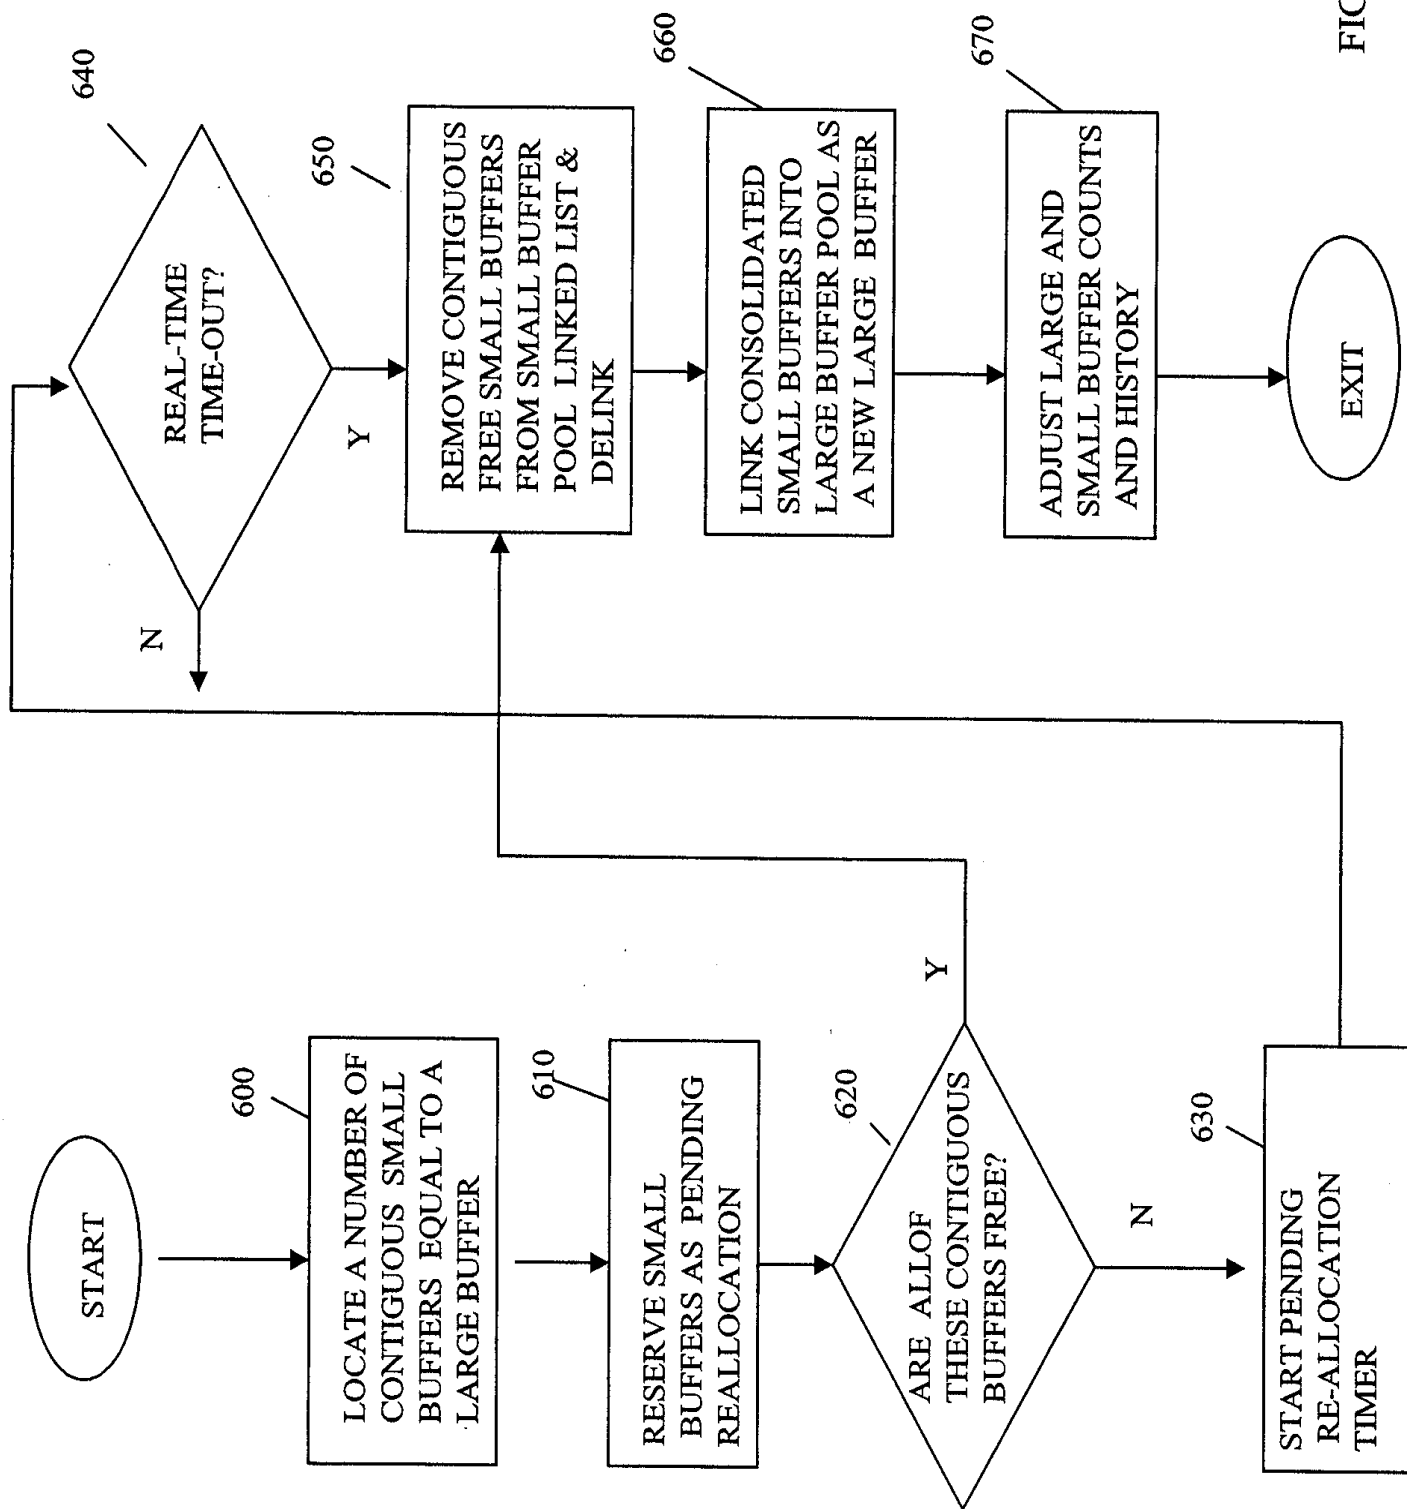 START
600
LOCATE A NUMBER OF
CONTIGUOUS SMALL
BUFFERS EQUAL TO A
LARGE BUFFER
610
RESERVE SMALL
BUFFERS AS PENDING
REALLOCATION
620
ARE ALLOF
THESE CONTIGUOUS
BUFFERS FREE?
Y
N
630
START PENDING
RE-ALLOCATION
TIMER
640
REAL-TIME
TIME-OUT?
N
Y
650
REMOVE CONTIGUOUS
FREE SMALL BUFFERS
FROM SMALL BUFFER
POOL LINKED LIST &
DELINK
660
LINK CONSOLIDATED
SMALL BUFFERS INTO
LARGE BUFFER POOL AS
A NEW LARGE BUFFER
670
ADJUST LARGE AND
SMALL BUFFER COUNTS
AND HISTORY
EXIT